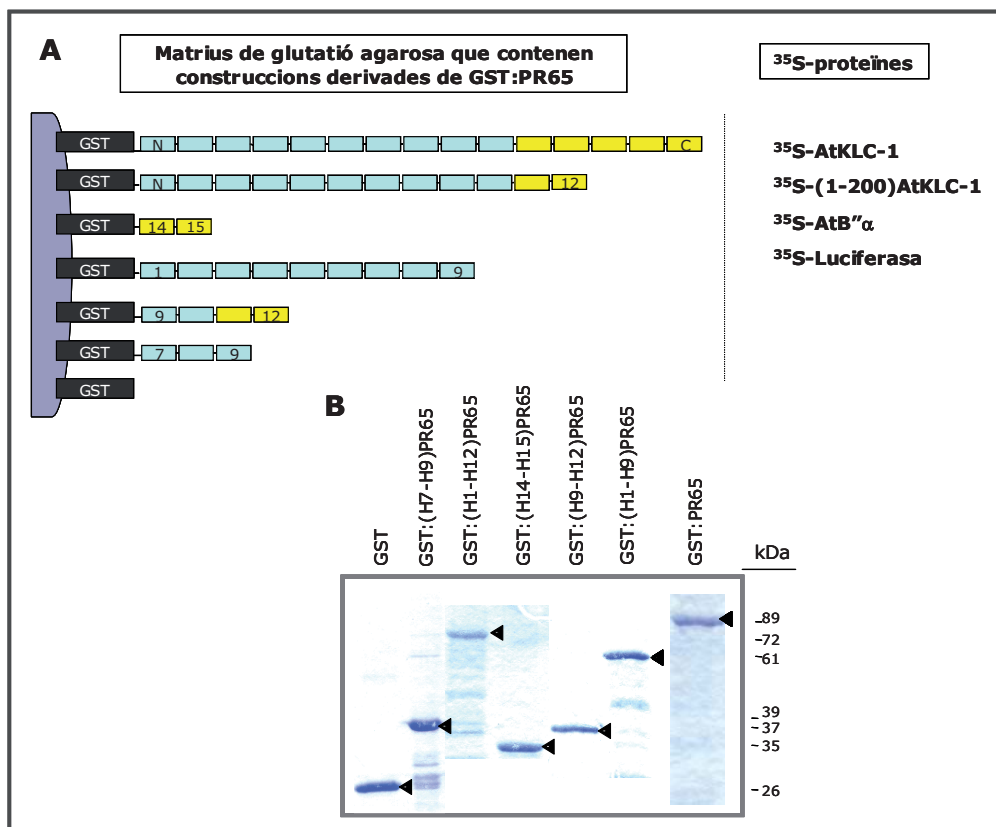 A
Matrius de glutatió agarosa que contenen
construccions derivades de GST:PR65
³⁵S-proteïnes
GST N C
GST N 12
GST 14 15
GST 1 9
GST 9 12
GST 7 9
GST
³⁵S-AtKLC-1
³⁵S-(1-200)AtKLC-1
³⁵S-AtB”α
³⁵S-Luciferasa
B
GST
GST:(H7-H9)PR65
GST:(H1-H12)PR65
GST:(H14-H15)PR65
GST:(H9-H12)PR65
GST:(H1-H9)PR65
GST:PR65
kDa
-89
-72
-61
-39
-37
-35
-26